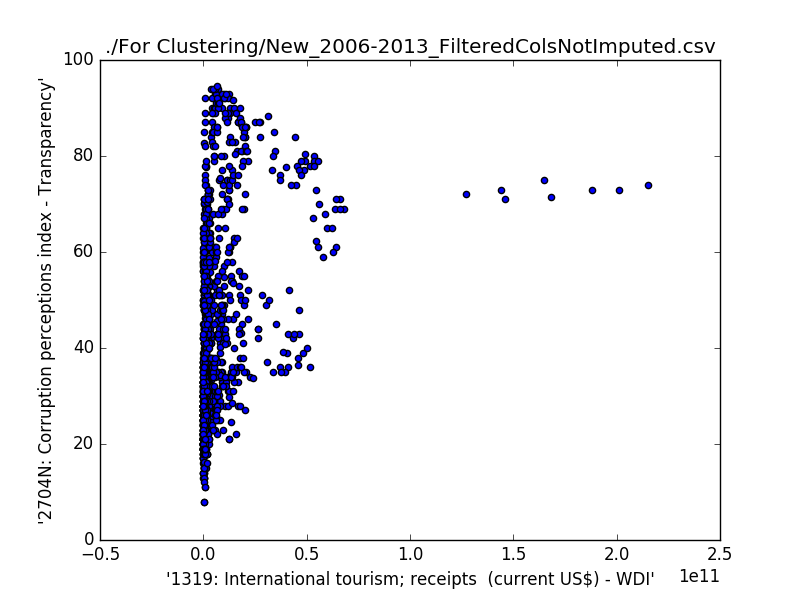 ./For Clustering/New_2006-2013_FilteredColsNotImputed.csv
'2704N: Corruption perceptions index - Transparency'
100
80
60
40
20
0
−0.5 0.0 0.5 1.0 1.5 2.0 2.5
1e11
'1319: International tourism; receipts  (current US$) - WDI'